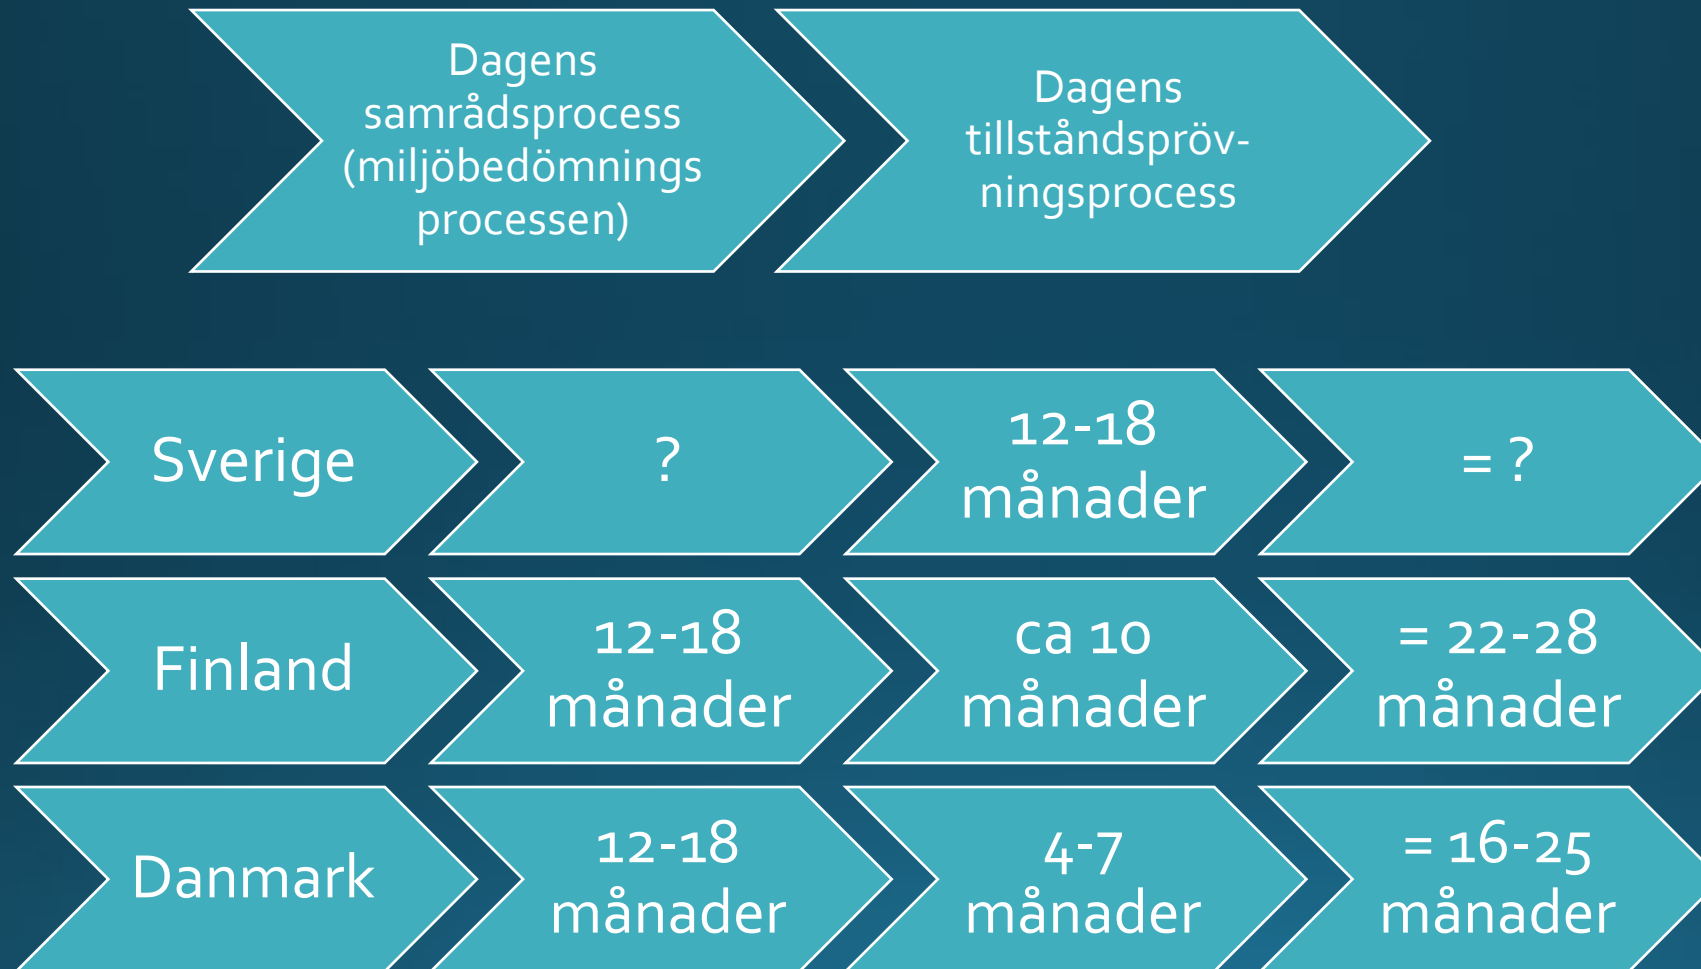 Dagens
samrådsprocess
(miljöbedömnings
processen)
Dagens
tillståndspröv-
ningsprocess
Sverige
?
12-18
månader
= ?
Finland
12-18
månader
ca 10
månader
= 22-28
månader
Danmark
12-18
månader
4-7
månader
= 16-25
månader